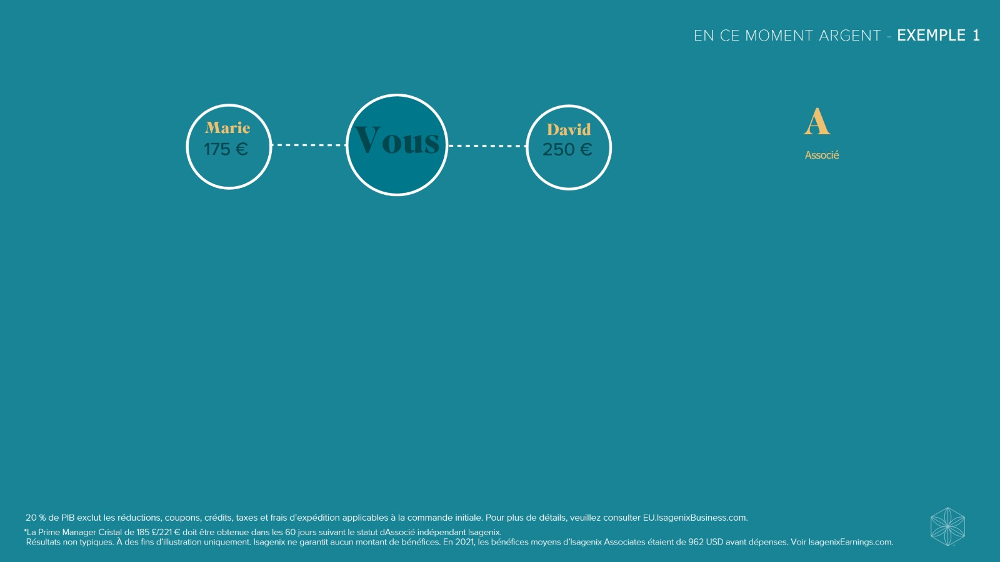 EN CE MOMENT ARGENT - EXEMPLE 1
Marie
175 €
Vous
David
250 €
A
Associé
20 % de PIB exclut les réductions, coupons, crédits, taxes et frais d'expédition applicables à la commande initiale. Pour plus de détails, veuillez consulter EU.IsagenixBusiness.com.
*La Prime Manager Cristal de 185 £/221 € doit être obtenue dans les 60 jours suivant le statut dAssocié indépendant Isagenix.
Résultats non typiques. À des fins d'illustration uniquement. Isagenix ne garantit aucun montant de bénéfices. En 2021, les bénéfices moyens d'Isagenix Associates étaient de 962 USD avant dépenses. Voir IsagenixEarnings.com.